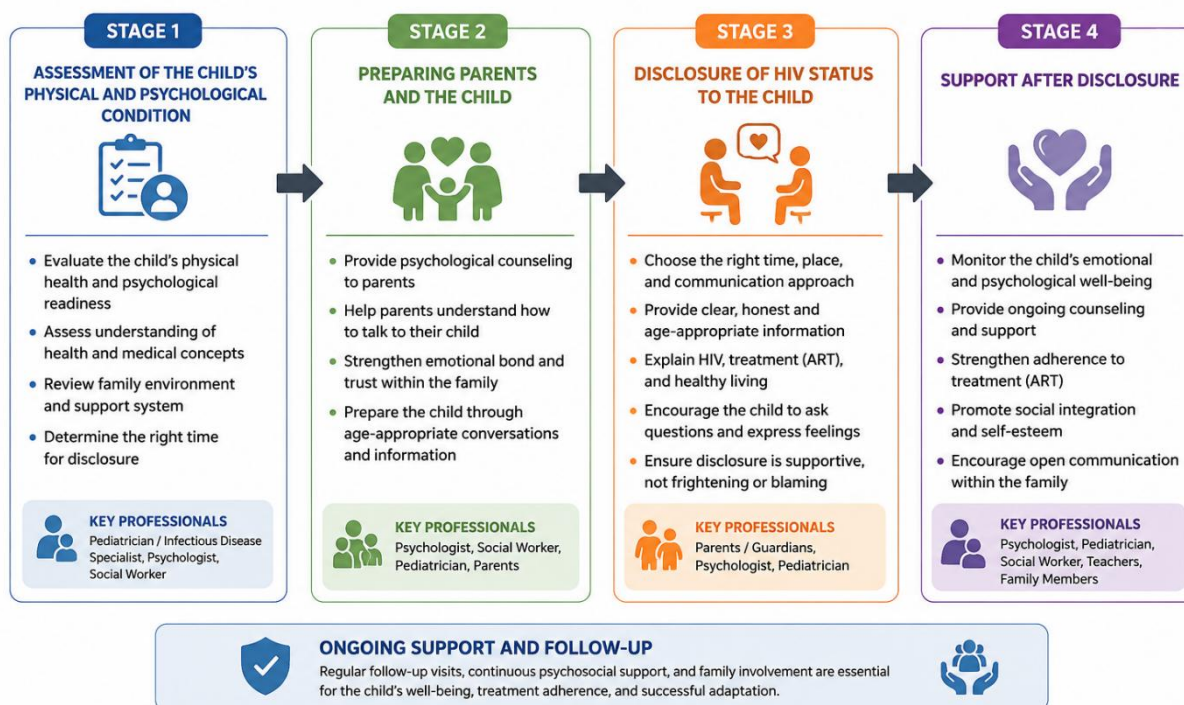 STAGE 1
ASSESSMENT OF THE CHILD'S
PHYSICAL AND PSYCHOLOGICAL
CONDITION
• Evaluate the child's physical
health and psychological
readiness
• Assess understanding of
health and medical concepts
• Review family environment
and support system
• Determine the right time
for disclosure
KEY PROFESSIONALS
Pediatrician / Infectious Disease
Specialist, Psychologist,
Social Worker
STAGE 2
PREPARING PARENTS
AND THE CHILD
• Provide psychological counseling
to parents
• Help parents understand how
to talk to their child
• Strengthen emotional bond and
trust within the family
• Prepare the child through
age-appropriate conversations
and information
KEY PROFESSIONALS
Psychologist, Social Worker,
Pediatrician, Parents
STAGE 3
DISCLOSURE OF HIV STATUS
TO THE CHILD
• Choose the right time, place,
and communication approach
• Provide clear, honest and
age-appropriate information
• Explain HIV, treatment (ART),
and healthy living
• Encourage the child to ask
questions and express feelings
• Ensure disclosure is supportive,
not frightening or blaming
KEY PROFESSIONALS
Parents / Guardians,
Psychologist, Pediatrician
STAGE 4
SUPPORT AFTER DISCLOSURE
• Monitor the child's emotional
and psychological well-being
• Provide ongoing counseling
and support
• Strengthen adherence to
treatment (ART)
• Promote social integration
and self-esteem
• Encourage open communication
within the family
KEY PROFESSIONALS
Psychologist, Pediatrician,
Social Worker, Teachers,
Family Members
ONGOING SUPPORT AND FOLLOW-UP
Regular follow-up visits, continuous psychosocial support, and family involvement are essential
for the child's well-being, treatment adherence, and successful adaptation.